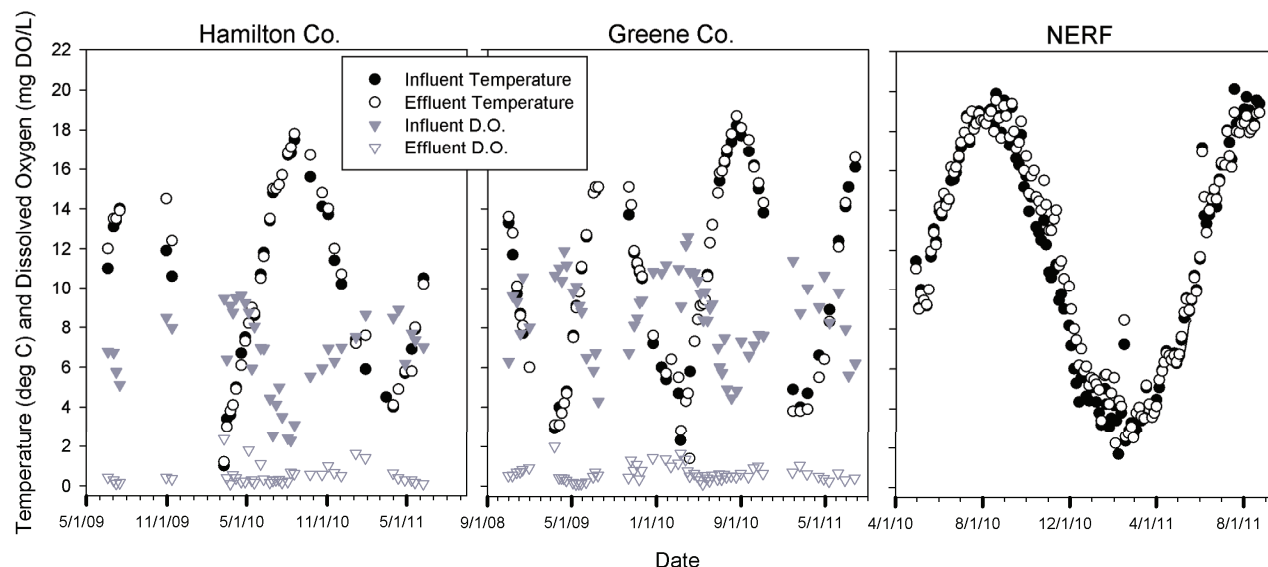 Hamilton Co.
Greene Co.
NERF
Temperature (deg C) and Dissolved Oxygen (mg DO/L)
22
20
18
16
14
12
10
8
6
4
2
0
Influent Temperature
Effluent Temperature
Influent D.O.
Effluent D.O.
5/1/09 11/1/09 5/1/10 11/1/10 5/1/11
9/1/08 5/1/09 1/1/10 9/1/10 5/1/11
4/1/10 8/1/10 12/1/10 4/1/11 8/1/11
Date